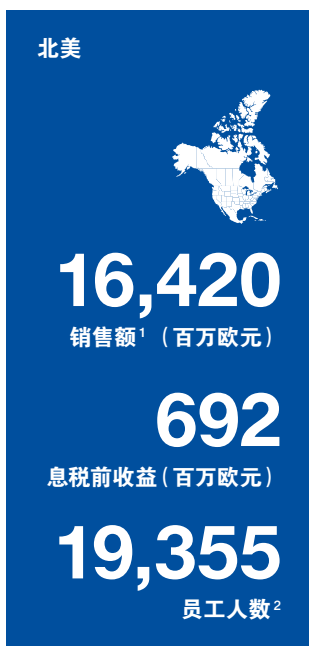 北美
16,420
销售额¹（百万欧元）
692
息税前收益（百万欧元）
19,355
员工人数²